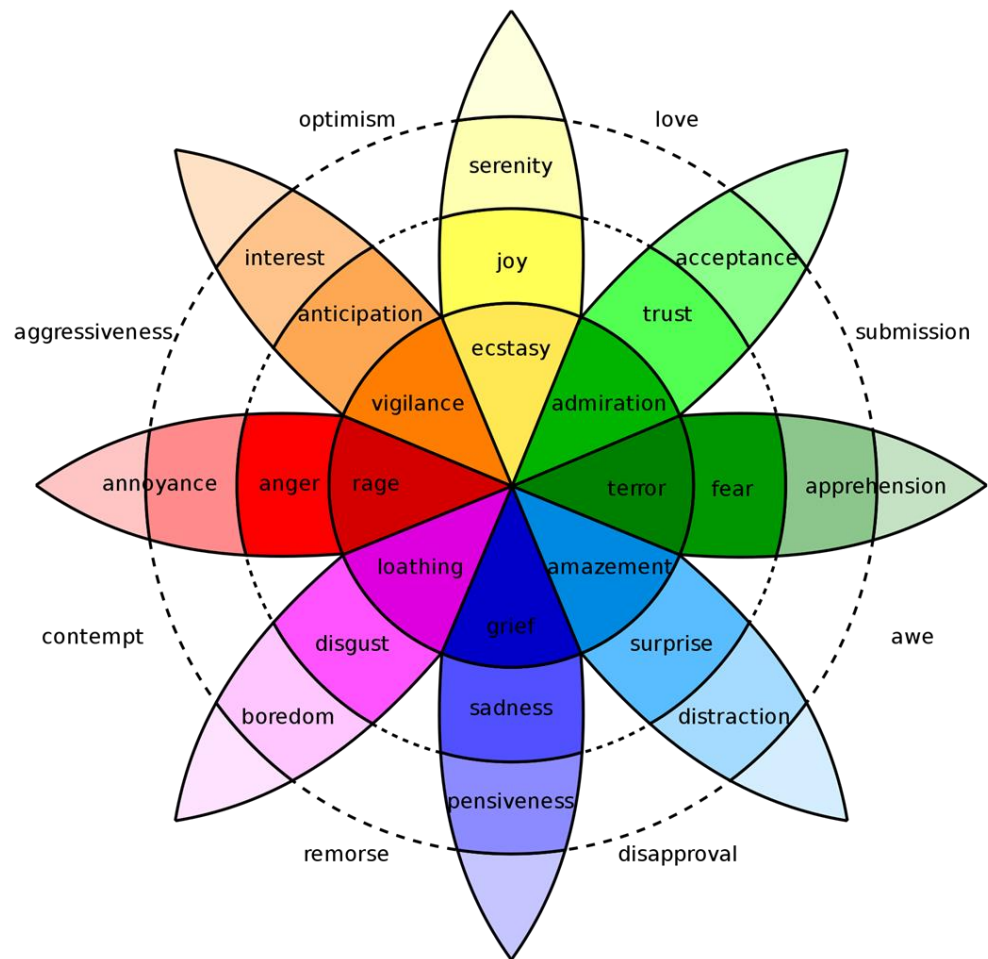 optimism
love
serenity
interest
acceptance
joy
anticipation
trust
aggressiveness
submission
ecstasy
vigilance
admiration
annoyance
anger
rage
terror
fear
apprehension
loathing
amazement
grief
contempt
disgust
surprise
awe
sadness
boredom
distraction
pensiveness
remorse
disapproval